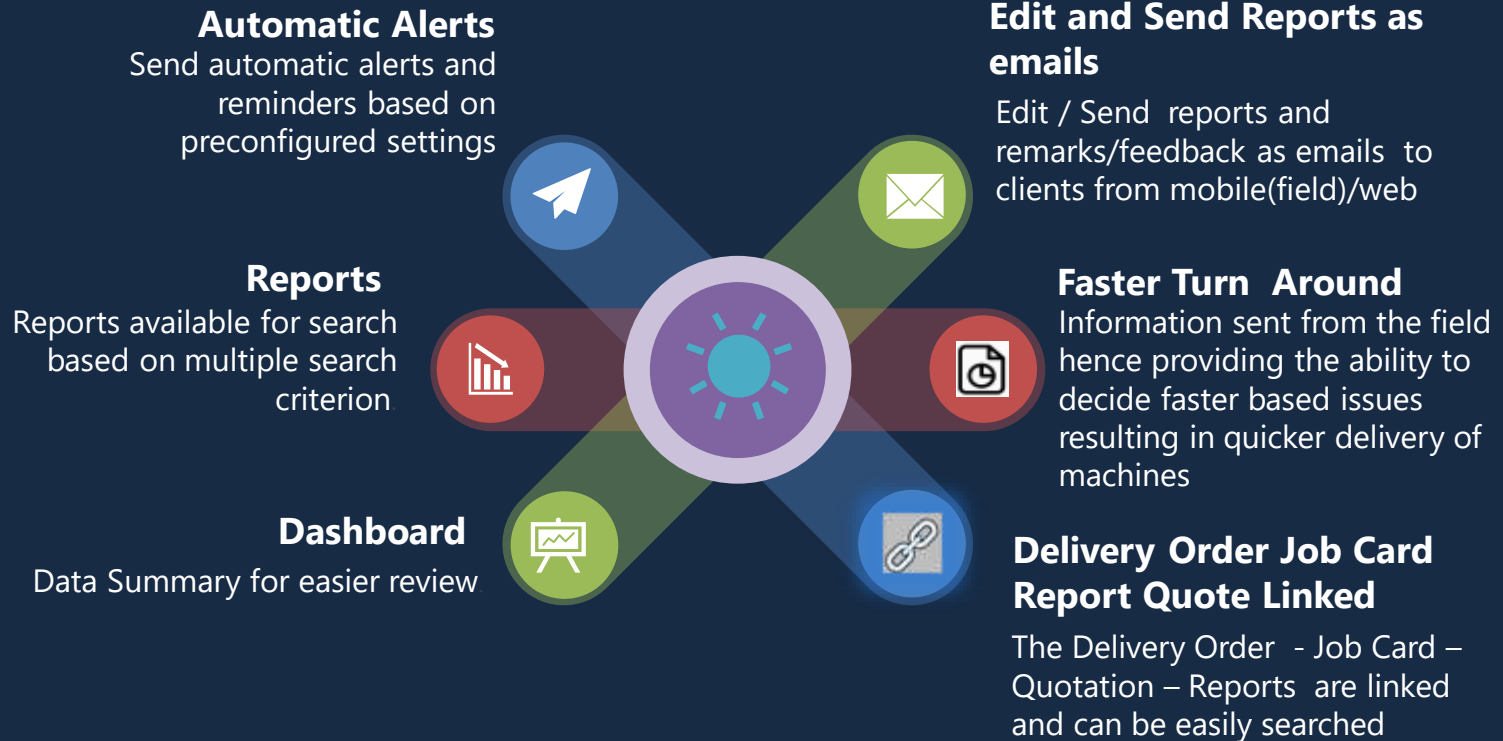 Automatic Alerts
Send automatic alerts and
reminders based on
preconfigured settings
Reports
Reports available for search
based on multiple search
criterion.
Dashboard
Data Summary for easier review.
Edit and Send Reports as
emails
Edit / Send reports and
remarks/feedback as emails to
clients from mobile(field)/web
Faster Turn Around
Information sent from the field
hence providing the ability to
decide faster based issues
resulting in quicker delivery of
machines
Delivery Order Job Card
Report Quote Linked
The Delivery Order - Job Card –
Quotation – Reports are linked
and can be easily searched